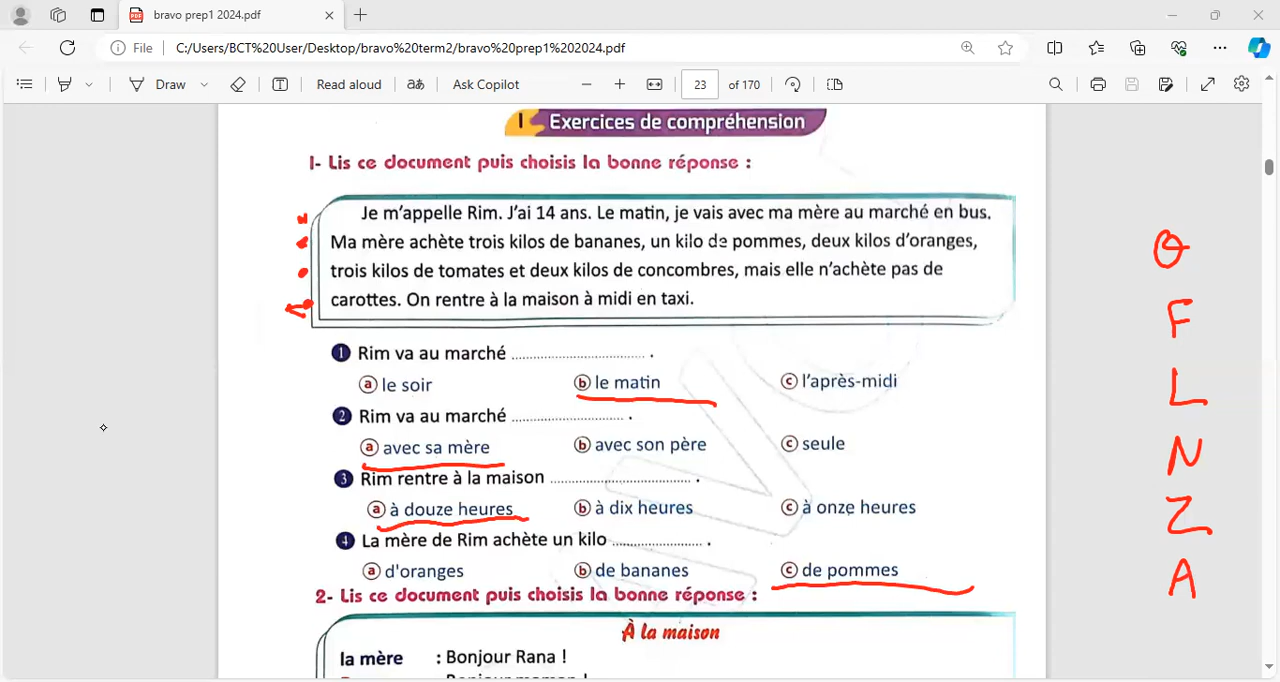 bravo prep1 2024.pdf
File C:/Users/BCT%20User/Desktop/bravo%20term2/bravo%20prep1%202024.pdf
Draw Read aloud aあ Ask Copilot 23 of 170
I Exercices de compréhension
1- Lis ce document puis choisis la bonne réponse :
Je m'appelle Rim. J'ai 14 ans. Le matin, je vais avec ma mère au marché en bus.
Ma mère achète trois kilos de bananes, un kilo de pommes, deux kilos d'oranges,
trois kilos de tomates et deux kilos de concombres, mais elle n'achète pas de
carottes. On rentre à la maison à midi en taxi.
1 Rim va au marché .................................. .
a le soir b le matin c l'après-midi
2 Rim va au marché ............................ .
a avec sa mère b avec son père c seule
3 Rim rentre à la maison ................................... .
a à douze heures b à dix heures c à onze heures
4 La mère de Rim achète un kilo ....................... .
a d'oranges b de bananes c de pommes
2- Lis ce document puis choisis la bonne réponse :
À la maison
la mère : Bonjour Rana !
F
L
N
Z
A